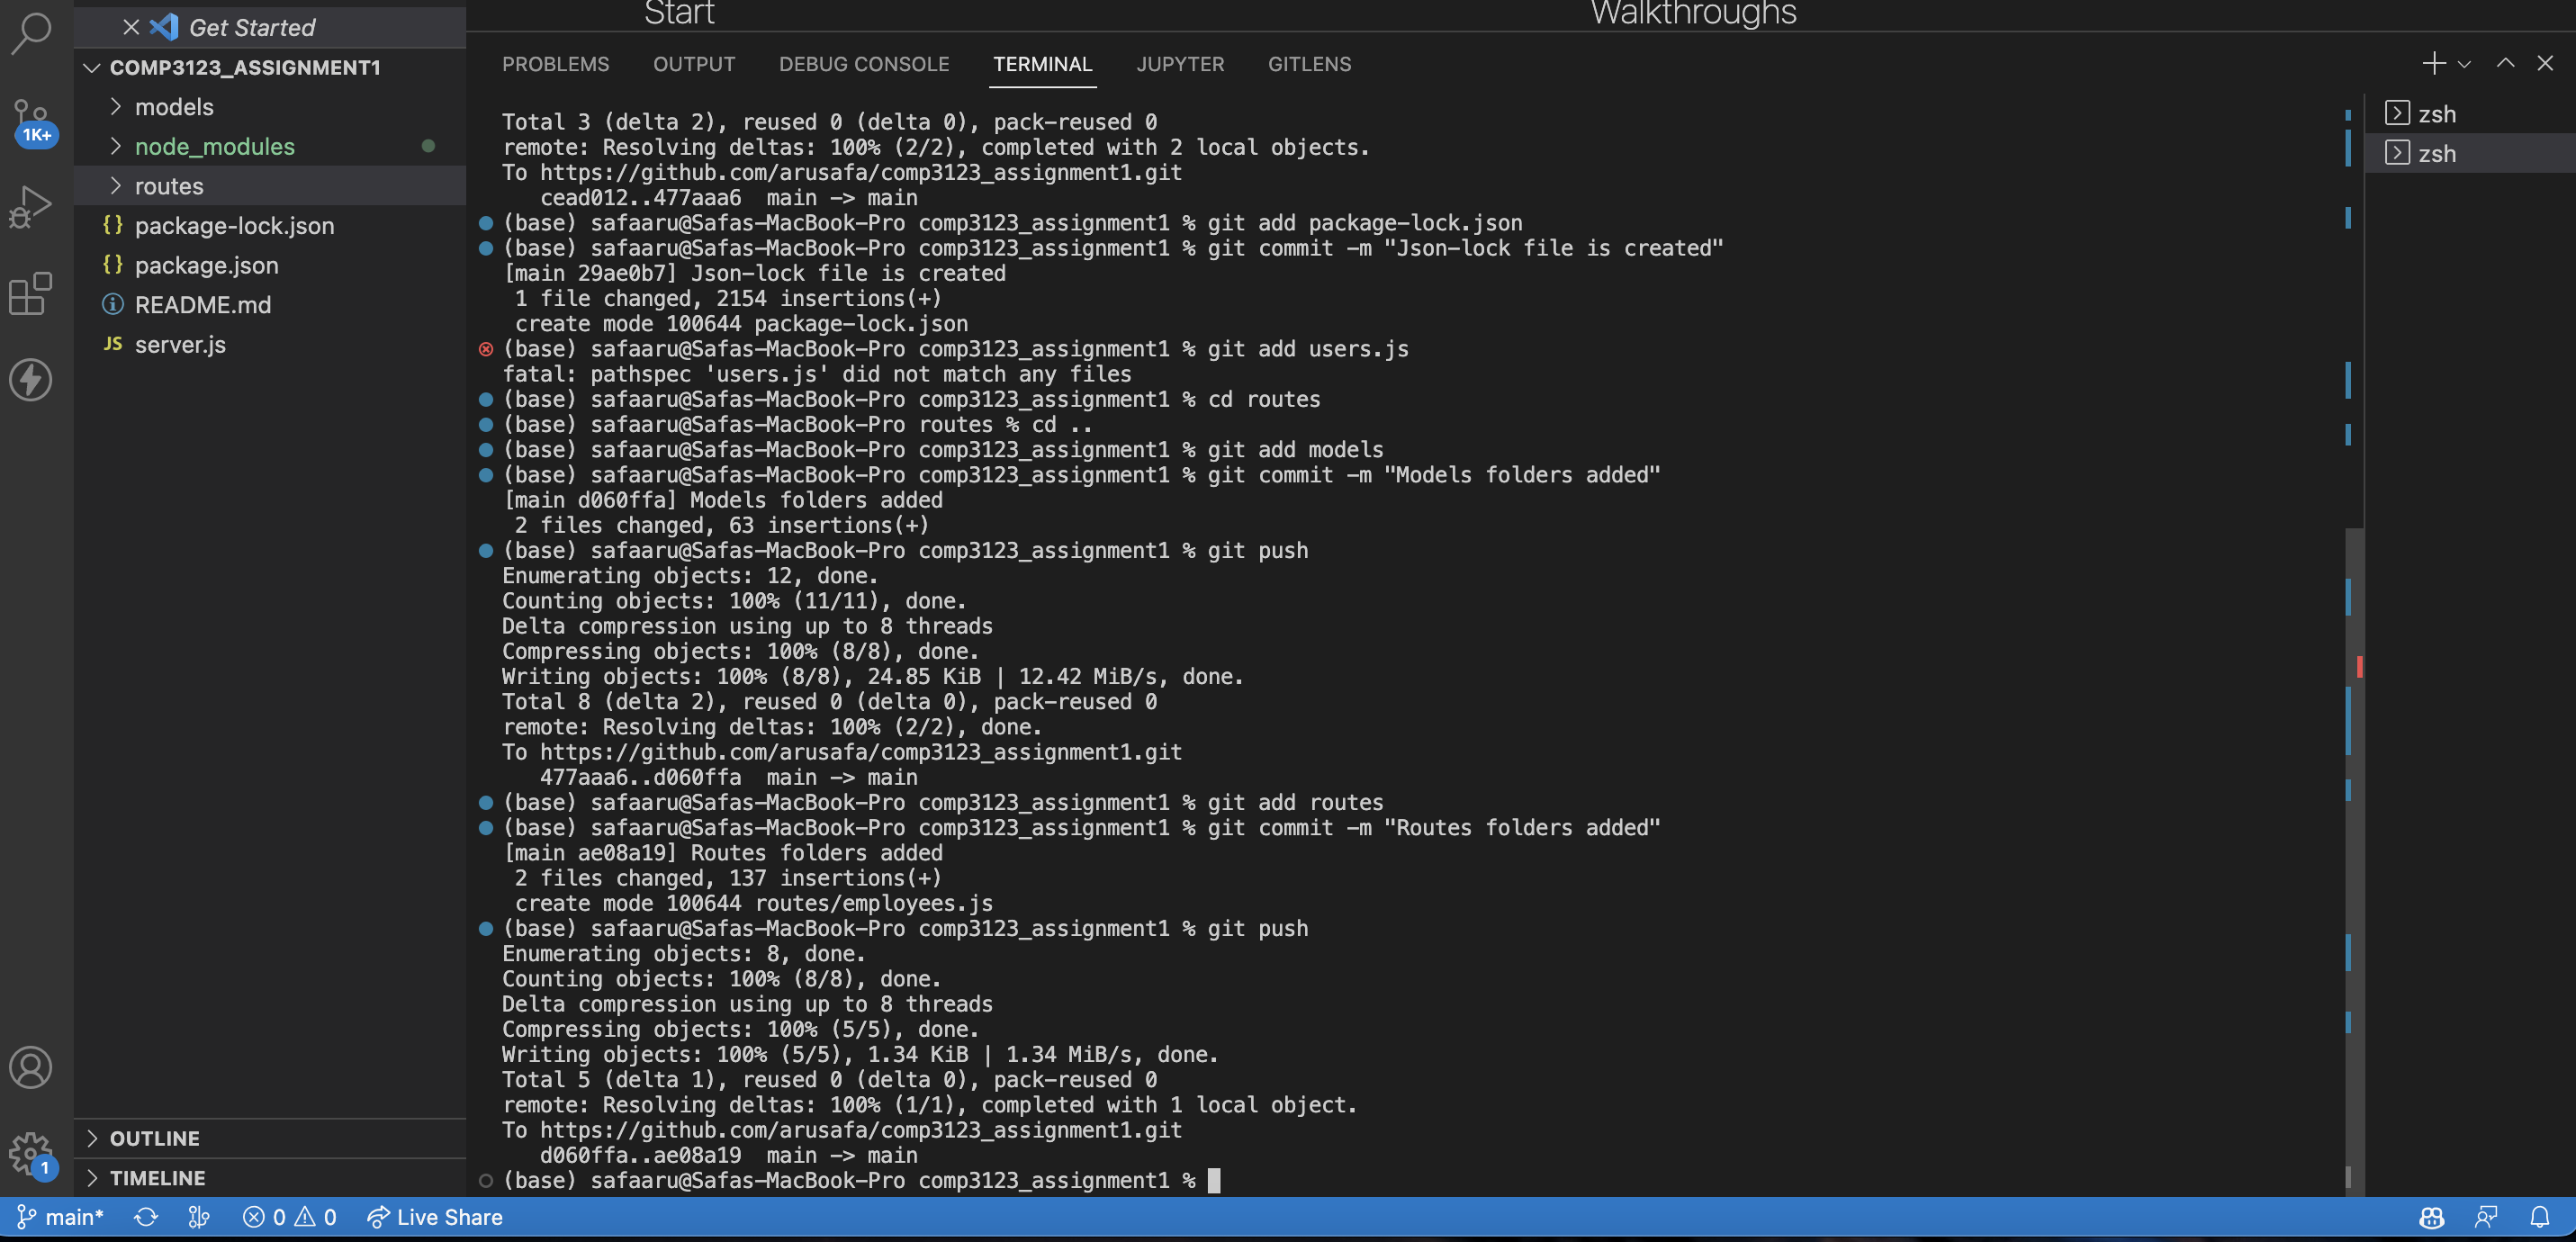 Get Started
COMP3123_ASSIGNMENT1
models
node_modules
routes
package-lock.json
package.json
README.md
JS server.js
1K+
OUTLINE
TIMELINE
1
Start
Walkthroughs
PROBLEMS OUTPUT DEBUG CONSOLE TERMINAL JUPYTER GITLENS
zsh
zsh
Total 3 (delta 2), reused 0 (delta 0), pack-reused 0
remote: Resolving deltas: 100% (2/2), completed with 2 local objects.
To https://github.com/arusafa/comp3123_assignment1.git
cead012..477aaa6  main -> main
(base) safaaru@Safas-MacBook-Pro comp3123_assignment1 % git add package-lock.json
(base) safaaru@Safas-MacBook-Pro comp3123_assignment1 % git commit -m "Json-lock file is created"
[main 29ae0b7] Json-lock file is created
1 file changed, 2154 insertions(+)
create mode 100644 package-lock.json
(base) safaaru@Safas-MacBook-Pro comp3123_assignment1 % git add users.js
fatal: pathspec 'users.js' did not match any files
(base) safaaru@Safas-MacBook-Pro comp3123_assignment1 % cd routes
(base) safaaru@Safas-MacBook-Pro routes % cd ..
(base) safaaru@Safas-MacBook-Pro comp3123_assignment1 % git add models
(base) safaaru@Safas-MacBook-Pro comp3123_assignment1 % git commit -m "Models folders added"
[main d060ffa] Models folders added
2 files changed, 63 insertions(+)
(base) safaaru@Safas-MacBook-Pro comp3123_assignment1 % git push
Enumerating objects: 12, done.
Counting objects: 100% (11/11), done.
Delta compression using up to 8 threads
Compressing objects: 100% (8/8), done.
Writing objects: 100% (8/8), 24.85 KiB | 12.42 MiB/s, done.
Total 8 (delta 2), reused 0 (delta 0), pack-reused 0
remote: Resolving deltas: 100% (2/2), done.
To https://github.com/arusafa/comp3123_assignment1.git
477aaa6..d060ffa  main -> main
(base) safaaru@Safas-MacBook-Pro comp3123_assignment1 % git add routes
(base) safaaru@Safas-MacBook-Pro comp3123_assignment1 % git commit -m "Routes folders added"
[main ae08a19] Routes folders added
2 files changed, 137 insertions(+)
create mode 100644 routes/employees.js
(base) safaaru@Safas-MacBook-Pro comp3123_assignment1 % git push
Enumerating objects: 8, done.
Counting objects: 100% (8/8), done.
Delta compression using up to 8 threads
Compressing objects: 100% (5/5), done.
Writing objects: 100% (5/5), 1.34 KiB | 1.34 MiB/s, done.
Total 5 (delta 1), reused 0 (delta 0), pack-reused 0
remote: Resolving deltas: 100% (1/1), completed with 1 local object.
To https://github.com/arusafa/comp3123_assignment1.git
d060ffa..ae08a19  main -> main
(base) safaaru@Safas-MacBook-Pro comp3123_assignment1 %
main* 0 0 Live Share